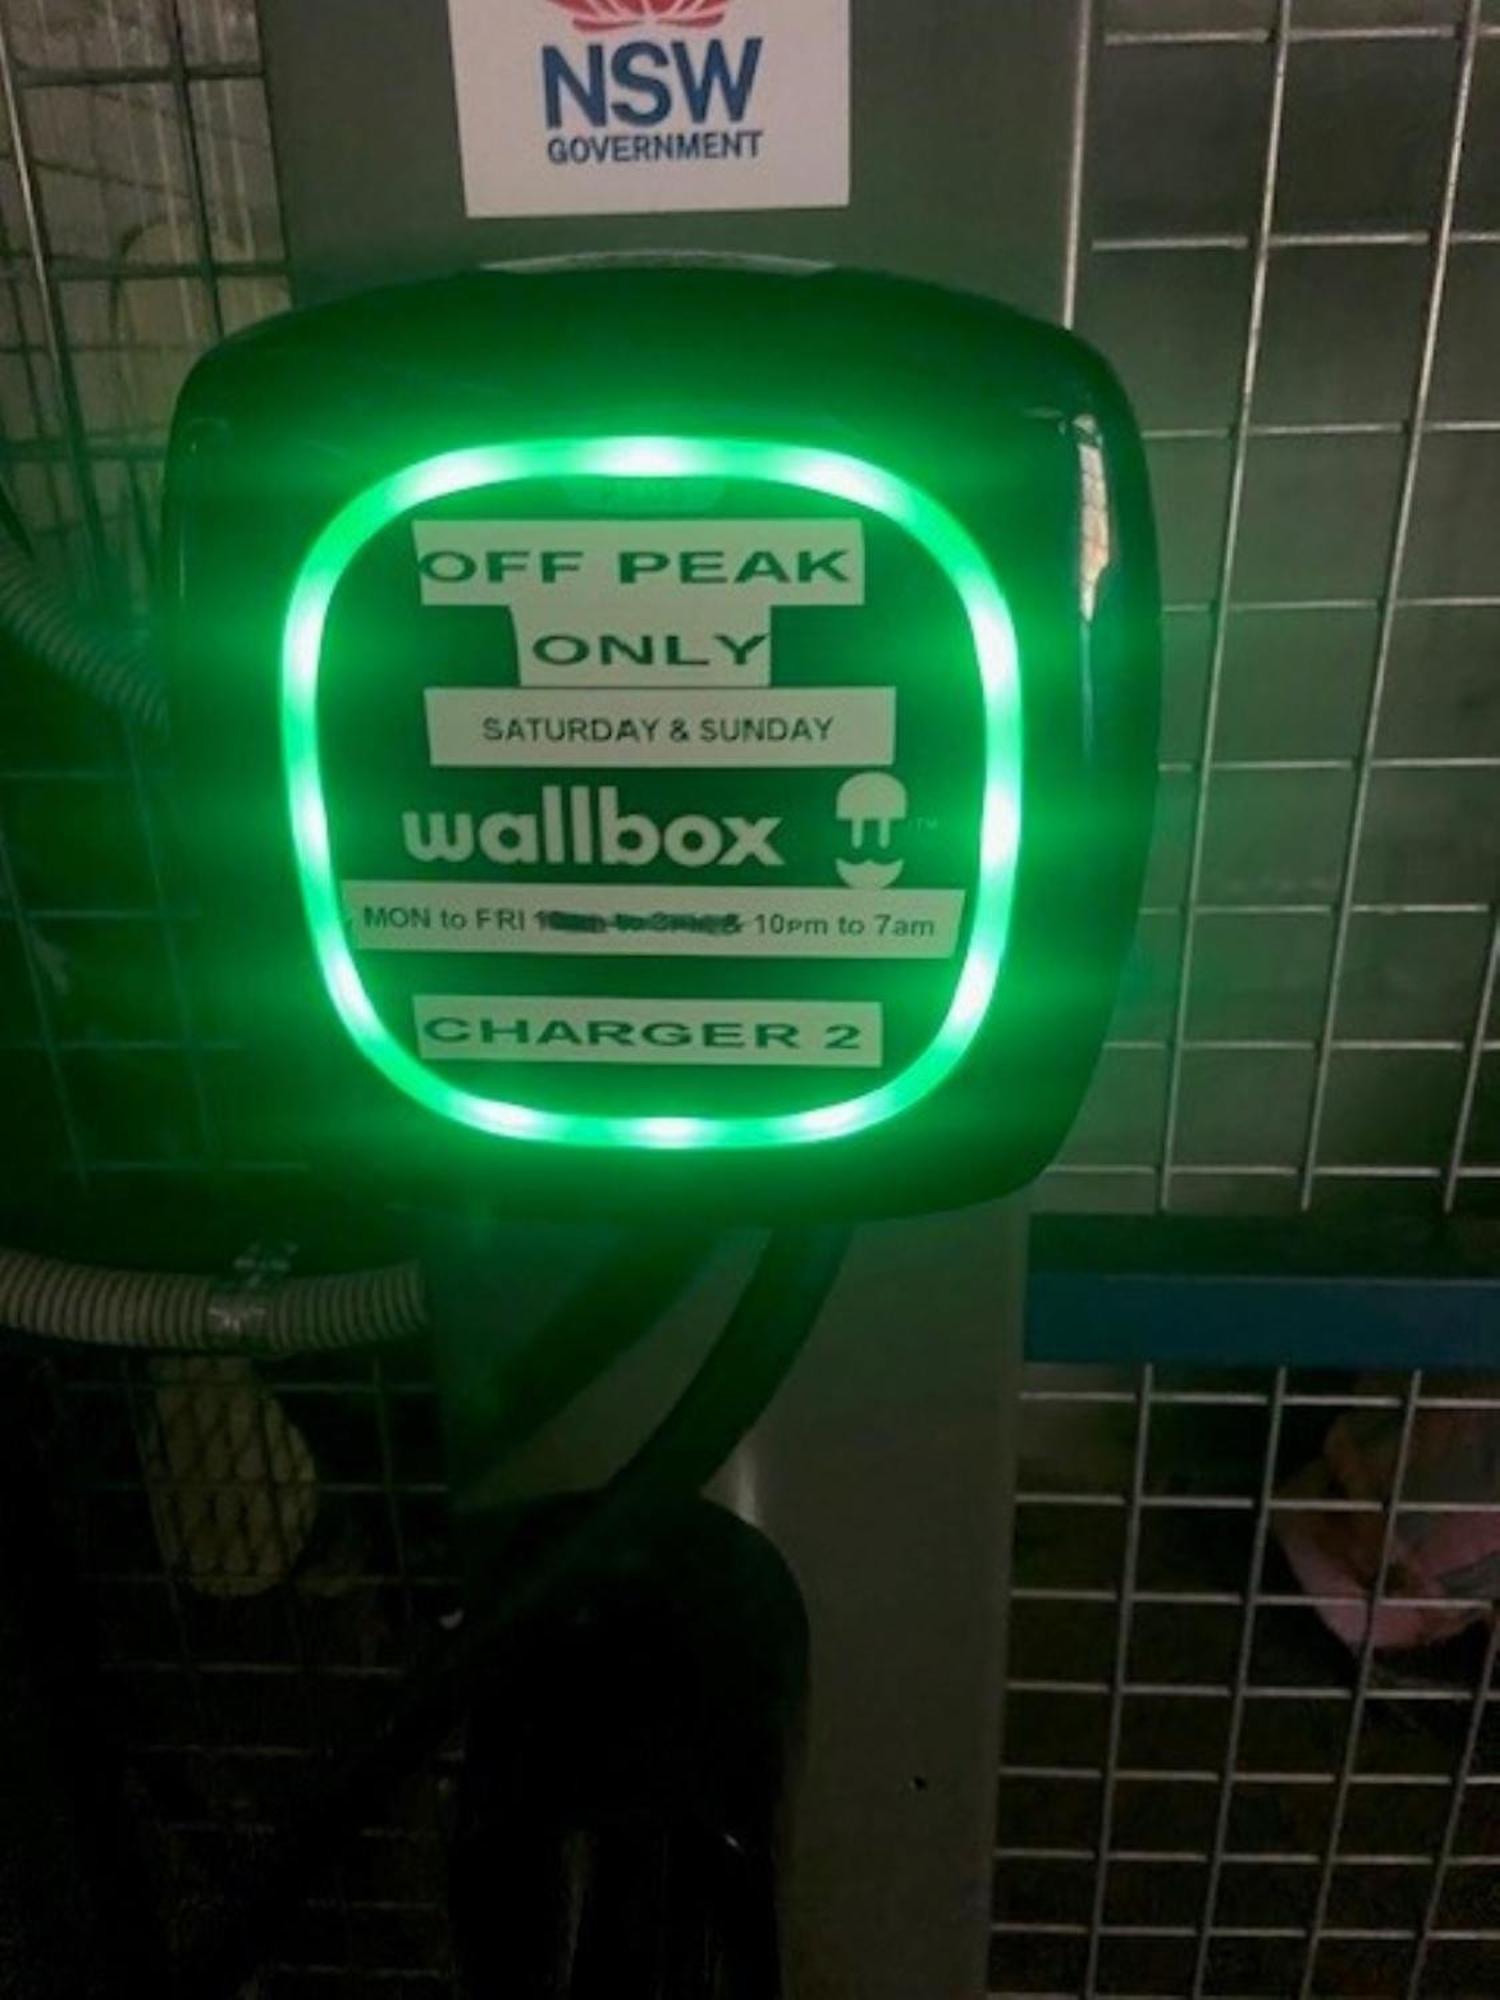 NSW
GOVERNMENT
OFF PEAK
ONLY
SATURDAY & SUNDAY
wallbox
MON to FRI 10pm to 7am
CHARGER 2